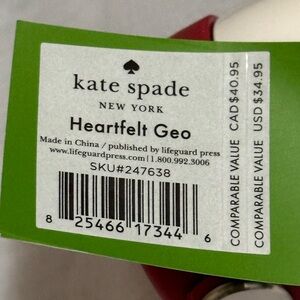 kate spade
NEW YORK
Heartfelt Geo
Made in China / published by lifeguard press
www.lifeguardpress.com | 1.800.992.3006
SKU#247638
8 25466 17344 6
COMPARABLE VALUE CAD $40.95
COMPARABLE VALUE USD $34.95